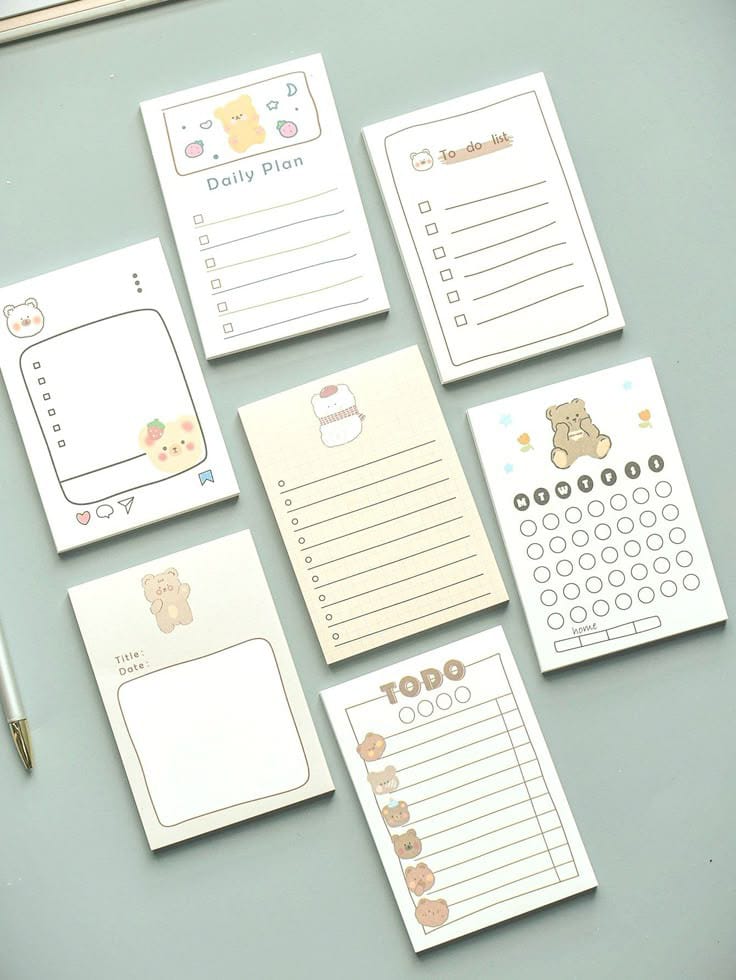 Daily Plan
To do list
M T W T F S S
home
Title:
Date:
TODO